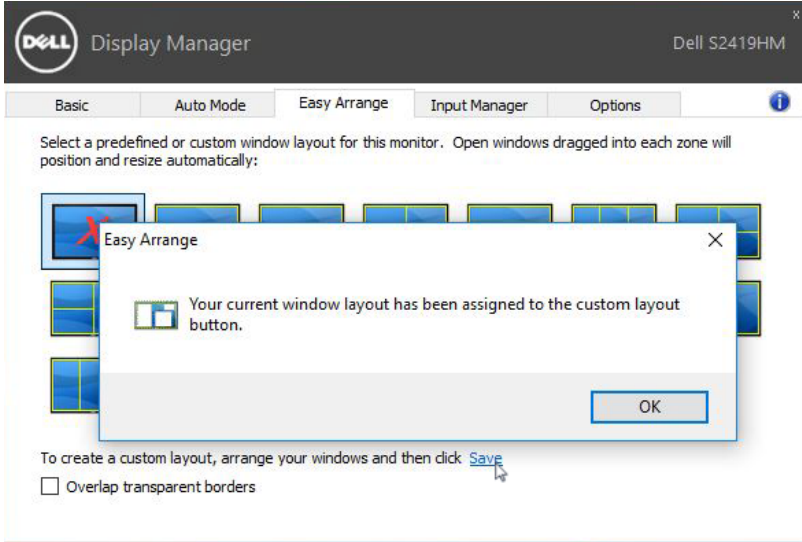 x
DELL Display Manager
Dell S2419HM
Basic Auto Mode Easy Arrange Input Manager Options
Select a predefined or custom window layout for this monitor. Open windows dragged into each zone will
position and resize automatically:
Easy Arrange
Your current window layout has been assigned to the custom layout
button.
OK
To create a custom layout, arrange your windows and then click Save
Overlap transparent borders